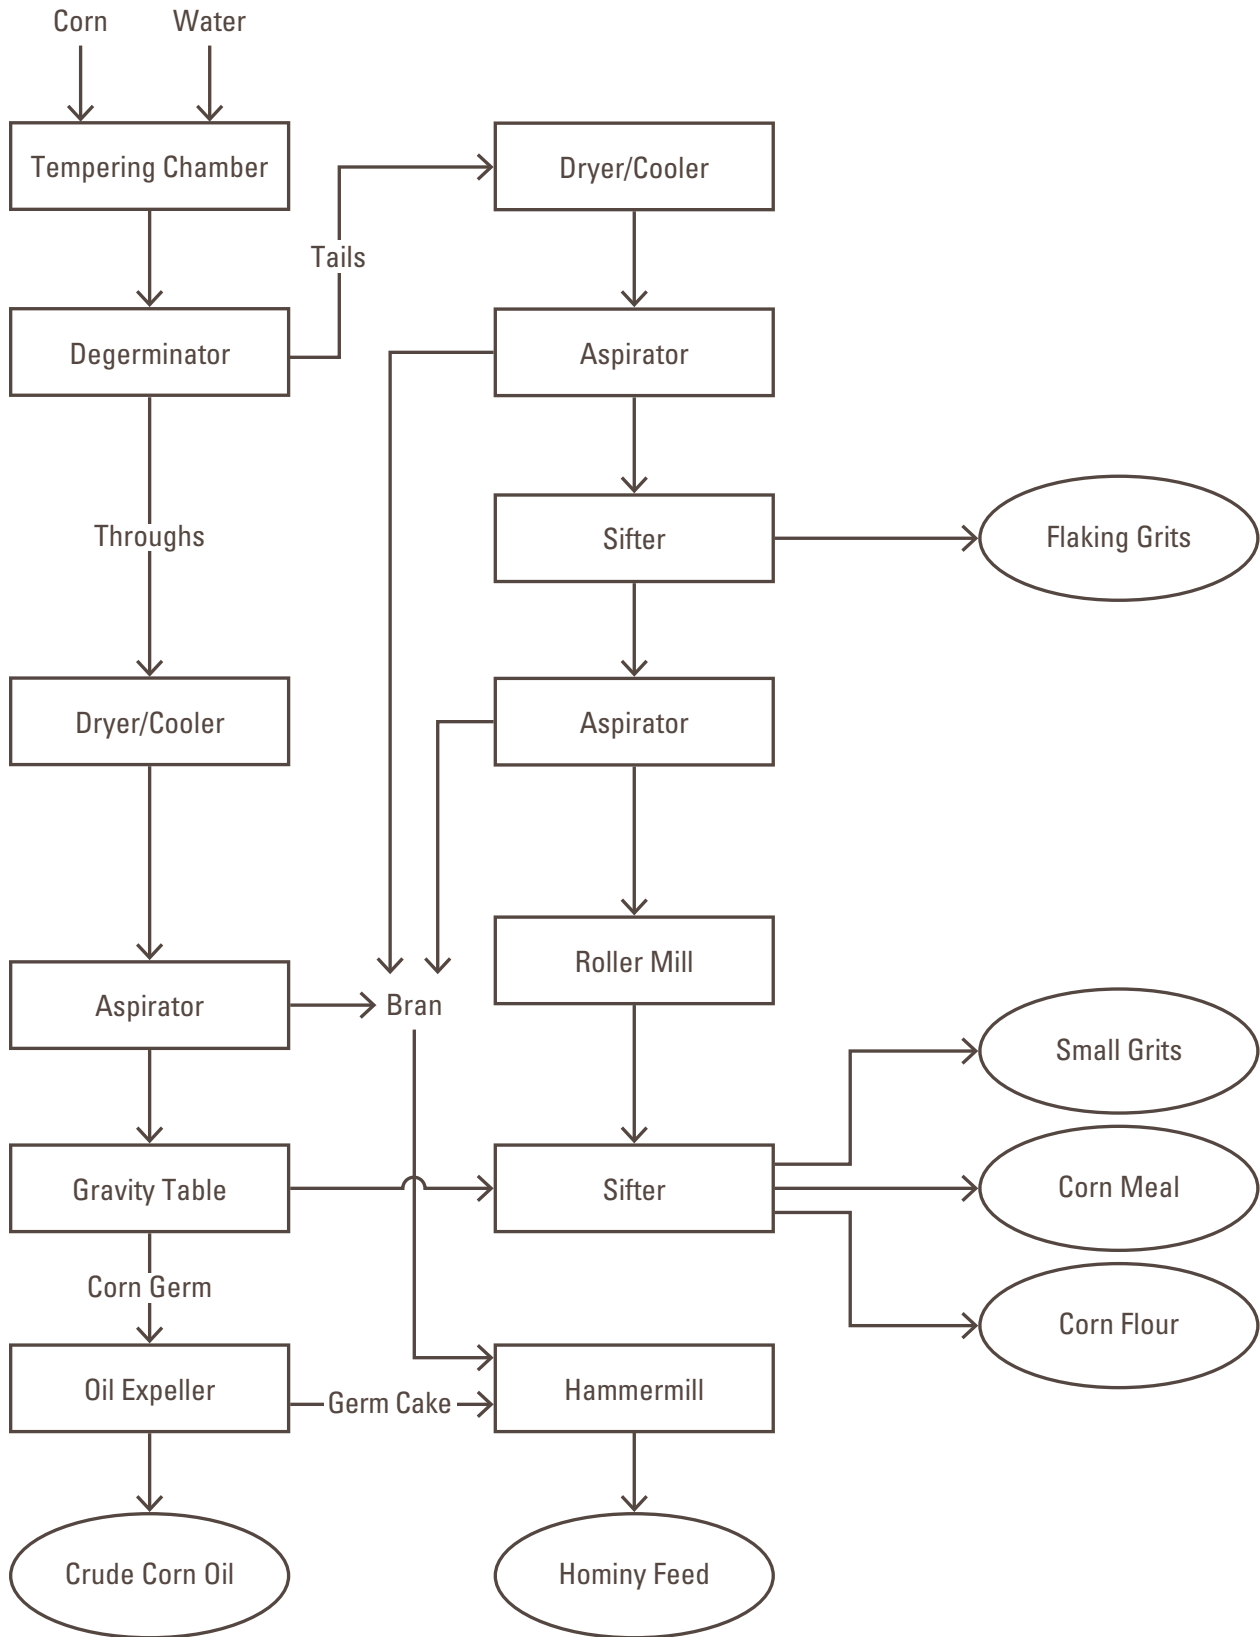 Corn
Water
Tempering Chamber
Dryer/Cooler
Tails
Degerminator
Aspirator
Throughs
Sifter
Flaking Grits
Dryer/Cooler
Aspirator
Roller Mill
Aspirator
Bran
Small Grits
Gravity Table
Sifter
Corn Meal
Corn Germ
Corn Flour
Oil Expeller
Germ Cake
Hammermill
Crude Corn Oil
Hominy Feed